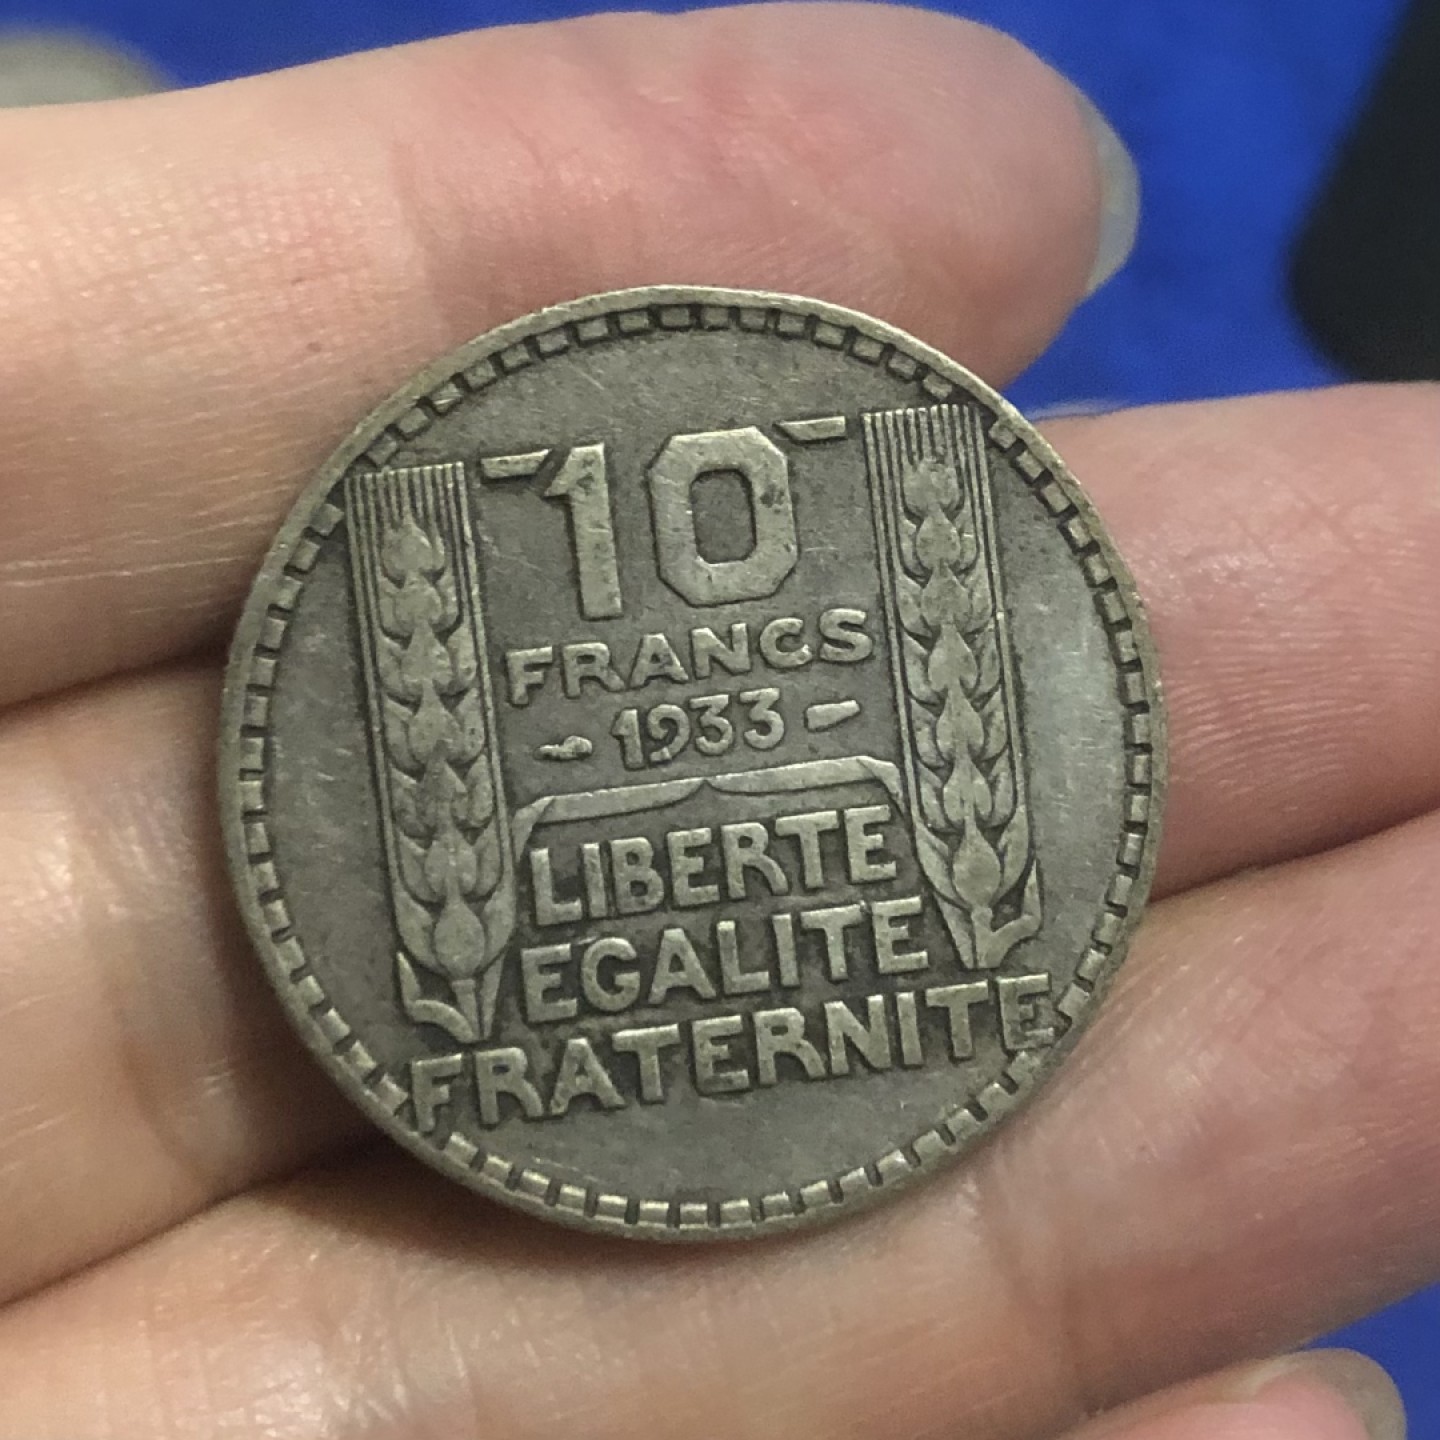 10
FRANCS
- 1933 -
LIBERTE
EGALITE
FRATERNITE